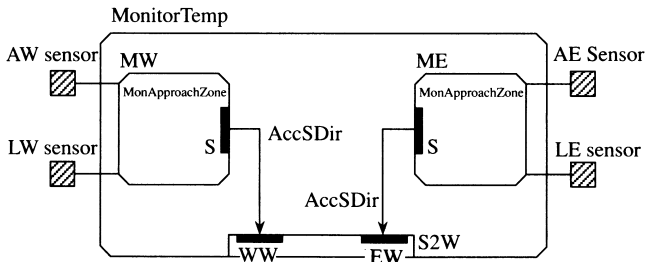 MonitorTemp
AW sensor
MW
ME
AE Sensor
MonApproachZone
MonApproachZone
LW sensor
S
AccSDir
S
LE sensor
AccSDir
WW
EW
S2W